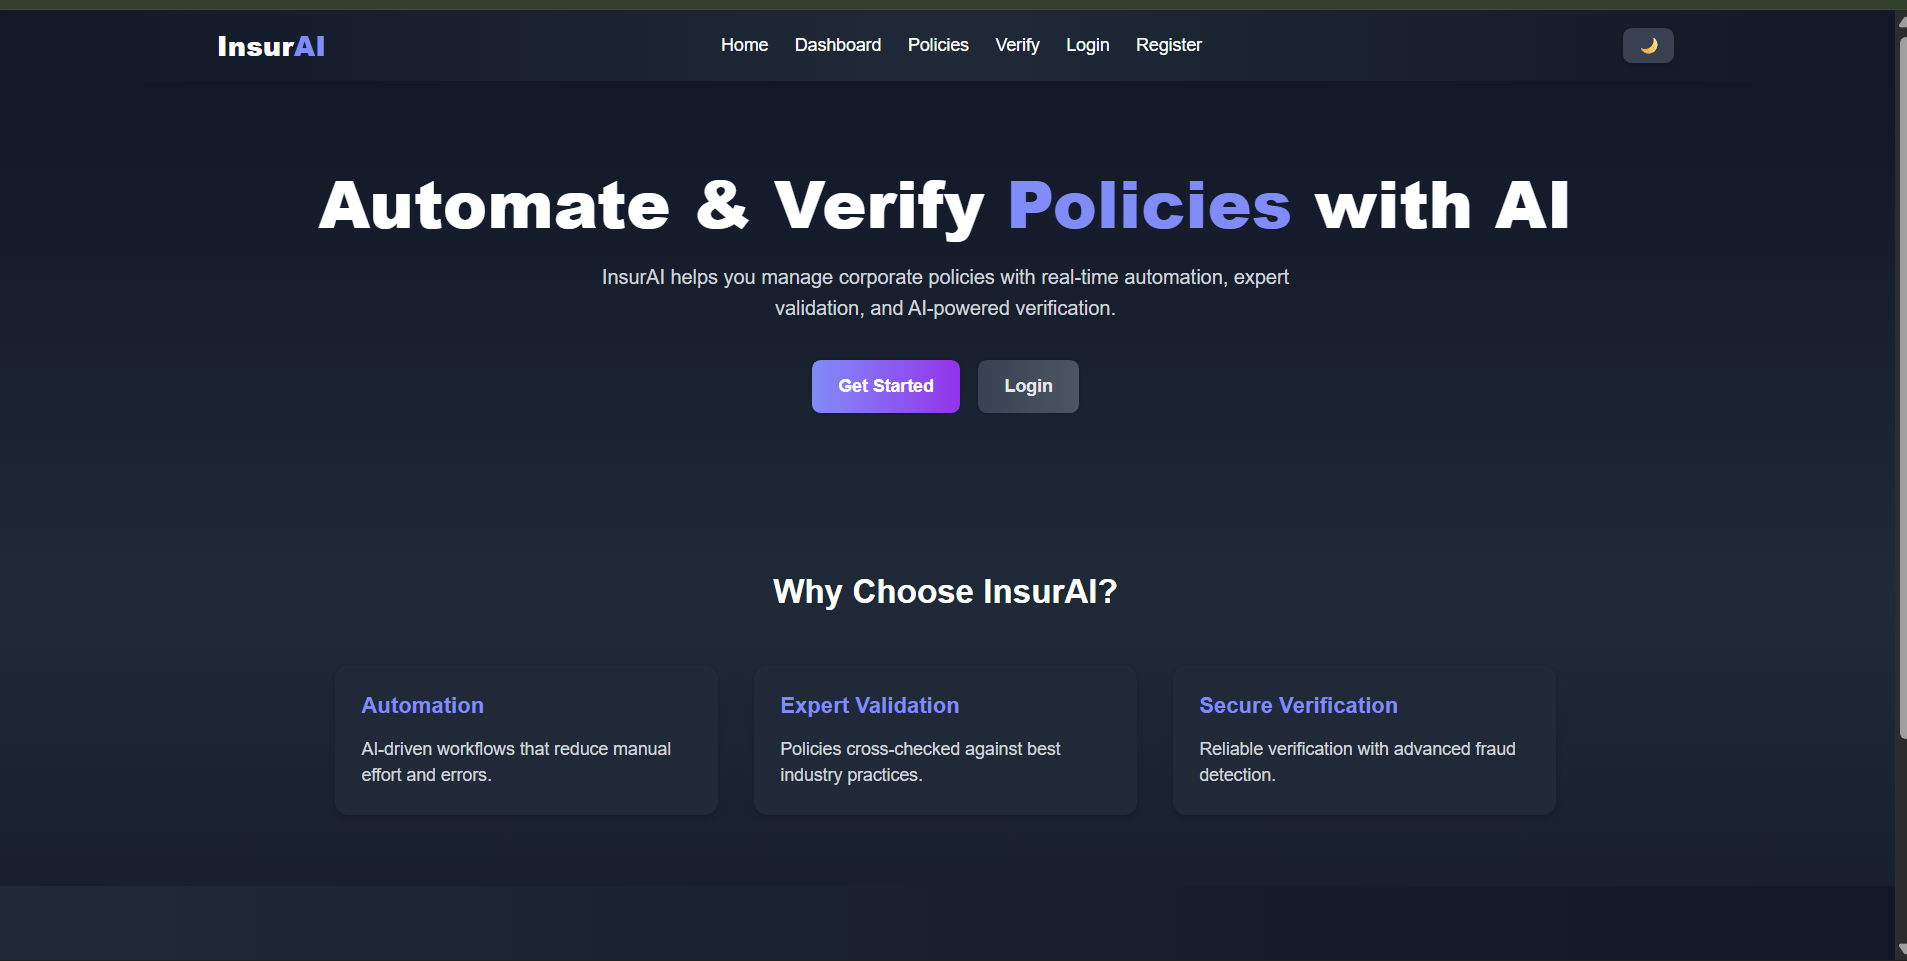 InsurAI
Home Dashboard Policies Verify Login Register
Automate & Verify Policies with AI
InsurAI helps you manage corporate policies with real-time automation, expert
validation, and AI-powered verification.
Get Started Login
Why Choose InsurAI?
Automation
AI-driven workflows that reduce manual
effort and errors.
Expert Validation
Policies cross-checked against best
industry practices.
Secure Verification
Reliable verification with advanced fraud
detection.